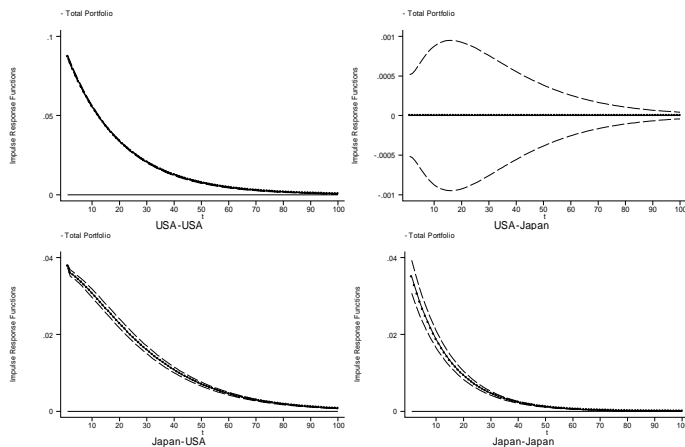 - Total Portfolio
Impulse Response Functions
.1
.05
0
10 20 30 40 50 60 70 80 90 100
t
USA-USA
- Total Portfolio
Impulse Response Functions
.001
.0005
0
-.0005
-.001
10 20 30 40 50 60 70 80 90 100
t
USA-Japan
- Total Portfolio
Impulse Response Functions
.04
.02
0
10 20 30 40 50 60 70 80 90 100
t
Japan-USA
- Total Portfolio
Impulse Response Functions
.04
.02
0
10 20 30 40 50 60 70 80 90 100
t
Japan-Japan